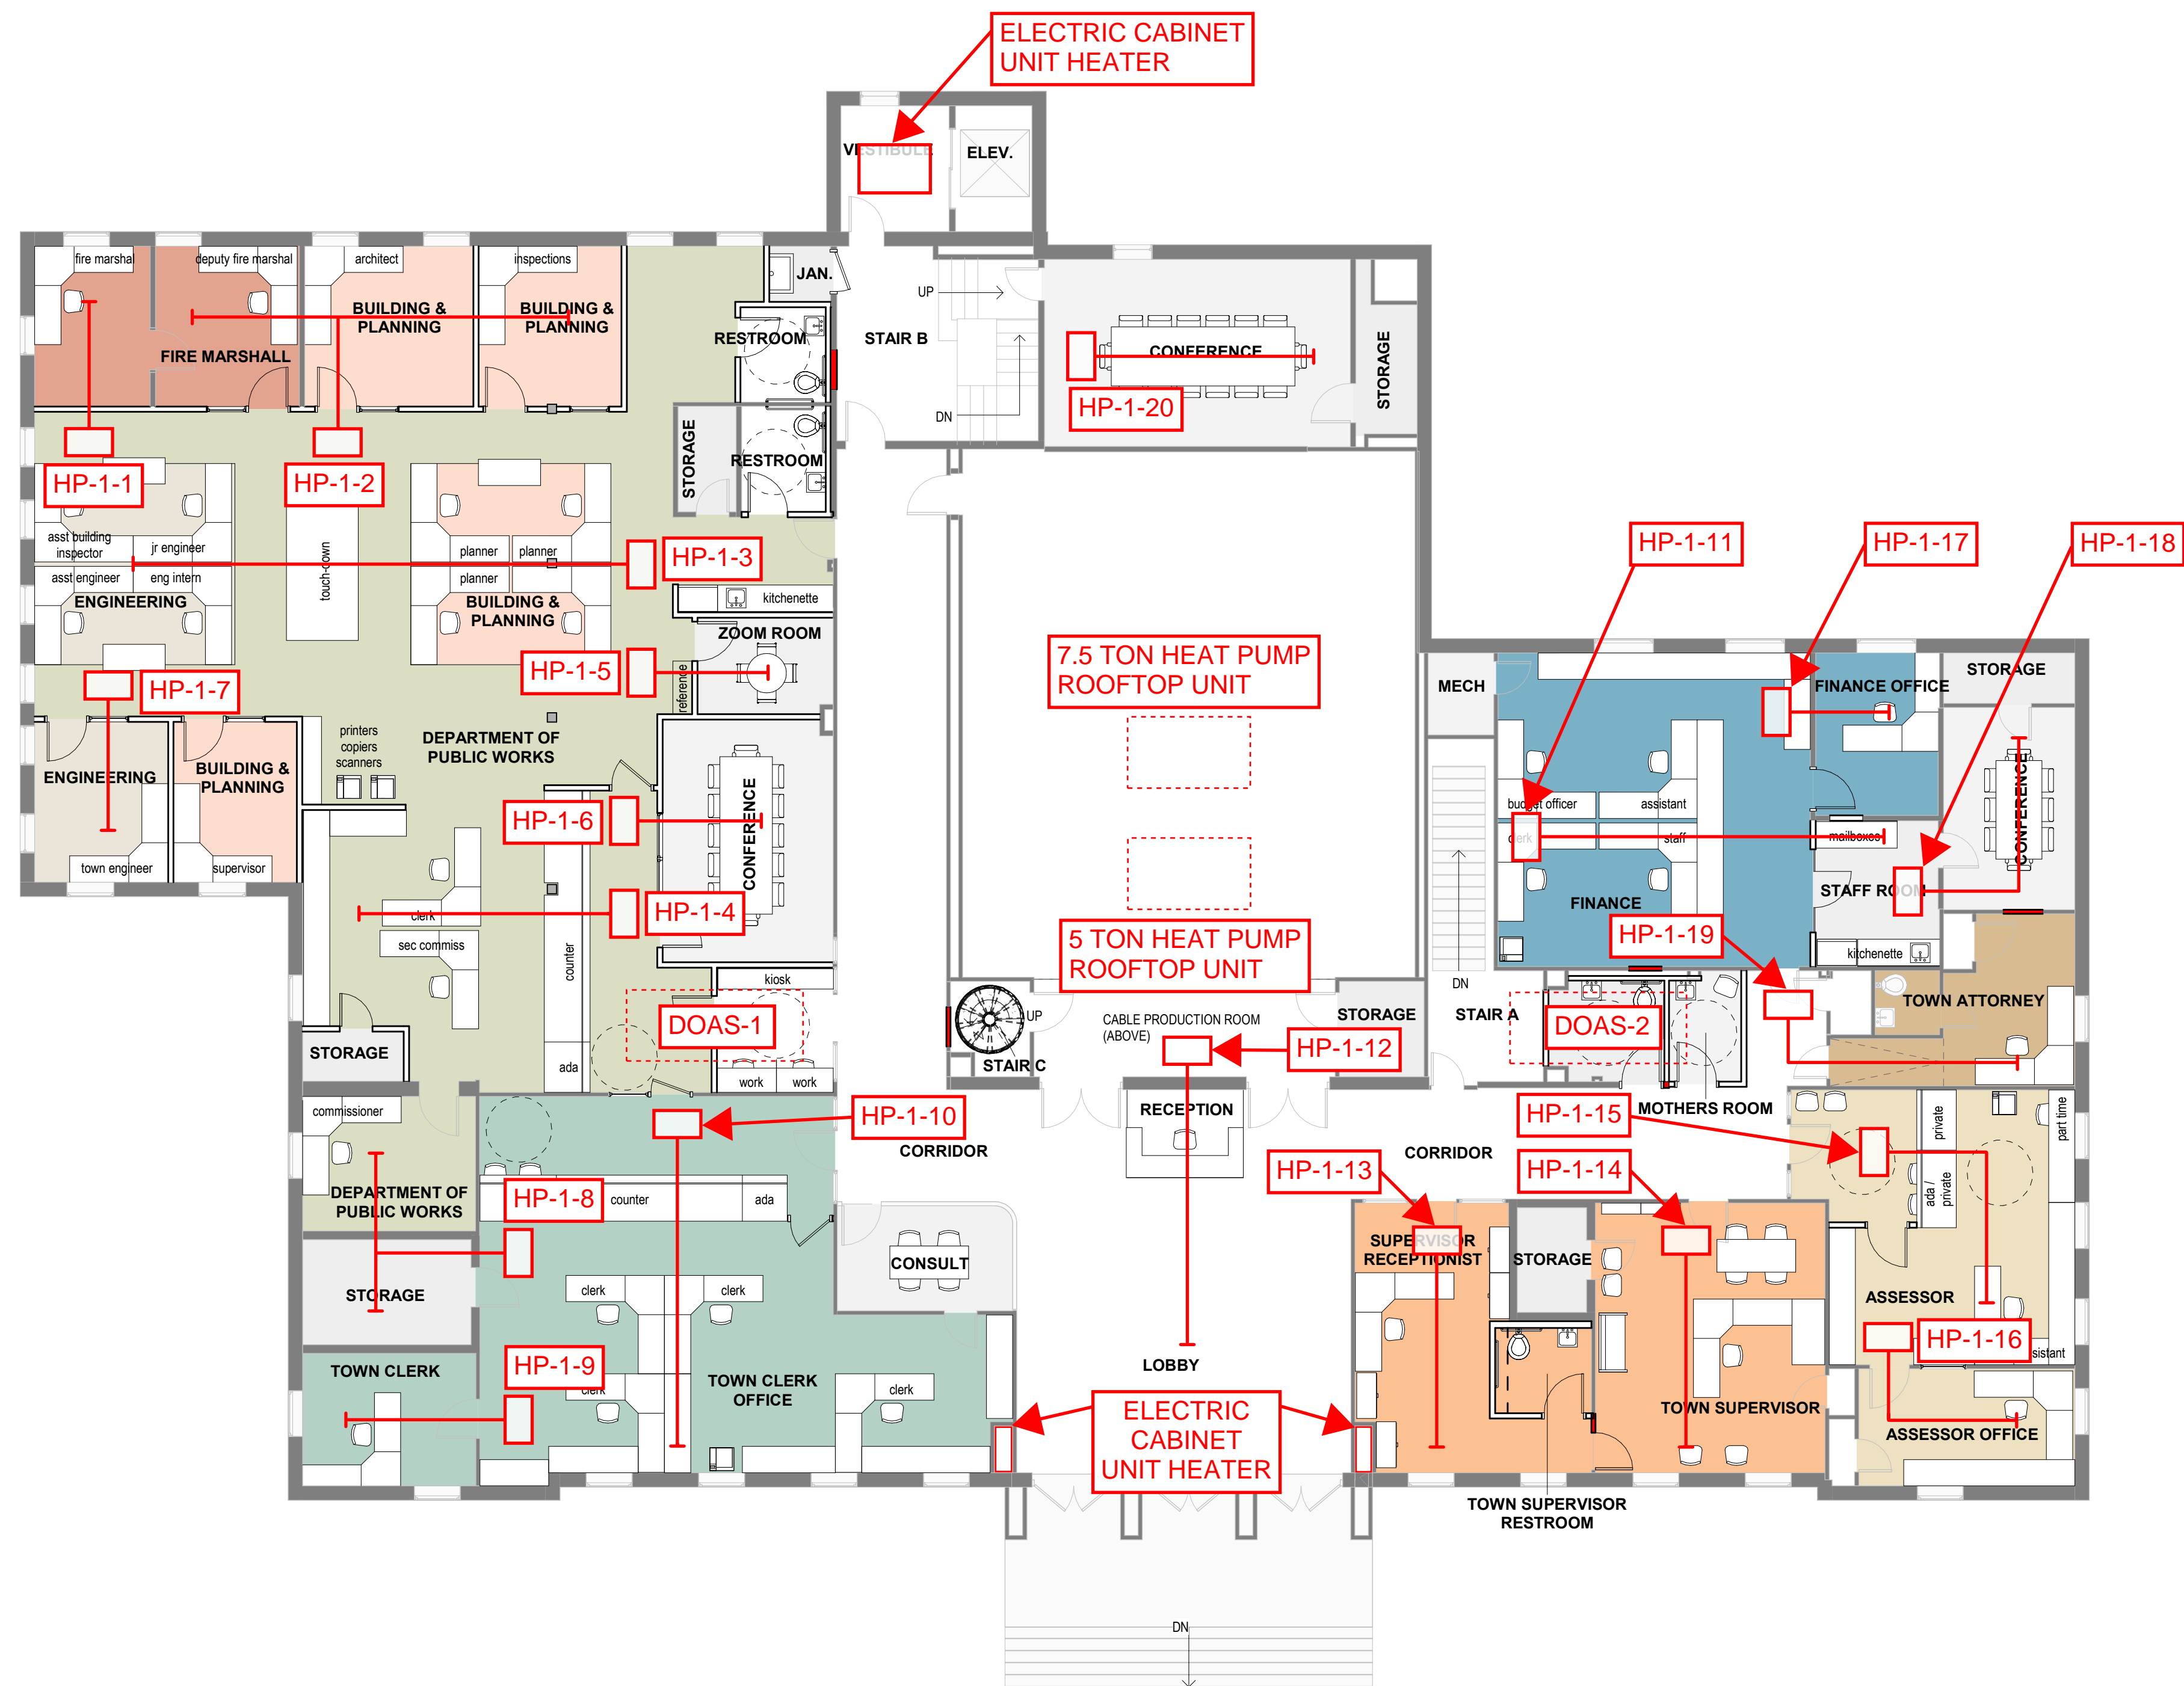 ELECTRIC CABINET
UNIT HEATER
VESTIBULE
ELEV.
fire marshal
deputy fire marshal
architect
inspections
JAN.
UP
BUILDING &
PLANNING
BUILDING &
PLANNING
FIRE MARSHALL
RESTROOM
STAIR B
CONFERENCE
STORAGE
HP-1-20
DN
STORAGE
RESTROOM
HP-1-1
HP-1-2
asst building
inspector
jr engineer
planner
planner
touch-down
HP-1-3
asst engineer
eng intern
planner
ENGINEERING
BUILDING &
PLANNING
kitchenette
ZOOM ROOM
HP-1-5
reference
HP-1-7
HP-1-11
HP-1-17
HP-1-18
7.5 TON HEAT PUMP
ROOFTOP UNIT
MECH
FINANCE OFFICE
STORAGE
printers
copiers
scanners
DEPARTMENT OF
PUBLIC WORKS
ENGINEERING
BUILDING &
PLANNING
HP-1-6
CONFERENCE
town engineer
supervisor
budget officer
assistant
clerk
staff
mailboxes
CONFERENCE
STAFF ROOM
FINANCE
HP-1-4
clerk
sec commiss
counter
5 TON HEAT PUMP
ROOFTOP UNIT
HP-1-19
kitchenette
kiosk
DN
TOWN ATTORNEY
DOAS-1
UP
CABLE PRODUCTION ROOM
(ABOVE)
STORAGE
STAIR A
DOAS-2
STORAGE
HP-1-12
STAIR C
ada
work
work
commissioner
HP-1-10
RECEPTION
MOTHERS ROOM
HP-1-15
private
part time
CORRIDOR
CORRIDOR
HP-1-13
HP-1-14
ada /
private
DEPARTMENT OF
PUBLIC WORKS
HP-1-8
counter
ada
SUPERVISOR
RECEPTIONIST
STORAGE
CONSULT
STORAGE
clerk
clerk
ASSESSOR
HP-1-16
sistant
HP-1-9
TOWN CLERK
LOBBY
clerk
TOWN CLERK
OFFICE
clerk
ELECTRIC
CABINET
UNIT HEATER
TOWN SUPERVISOR
ASSESSOR OFFICE
TOWN SUPERVISOR
RESTROOM
DN